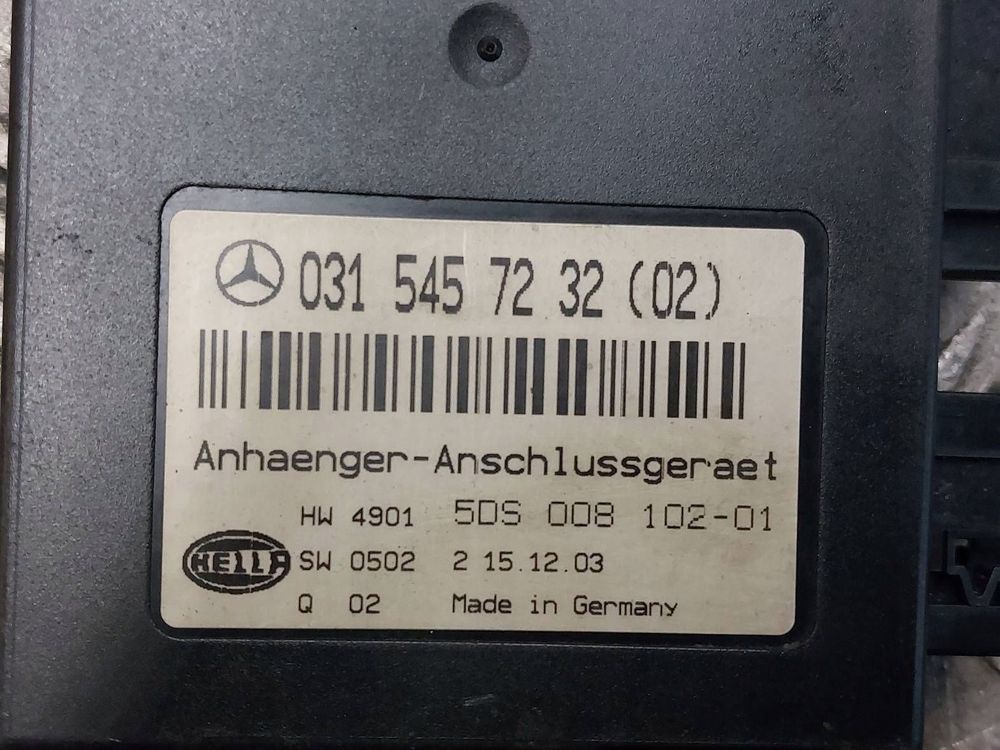 031 545 72 32 (02)
Anhaenger-Anschlussgeraet
HW 4901 5DS 008 102-01
HELLA SW 0502 2 15.12.03
Q 02 Made in Germany